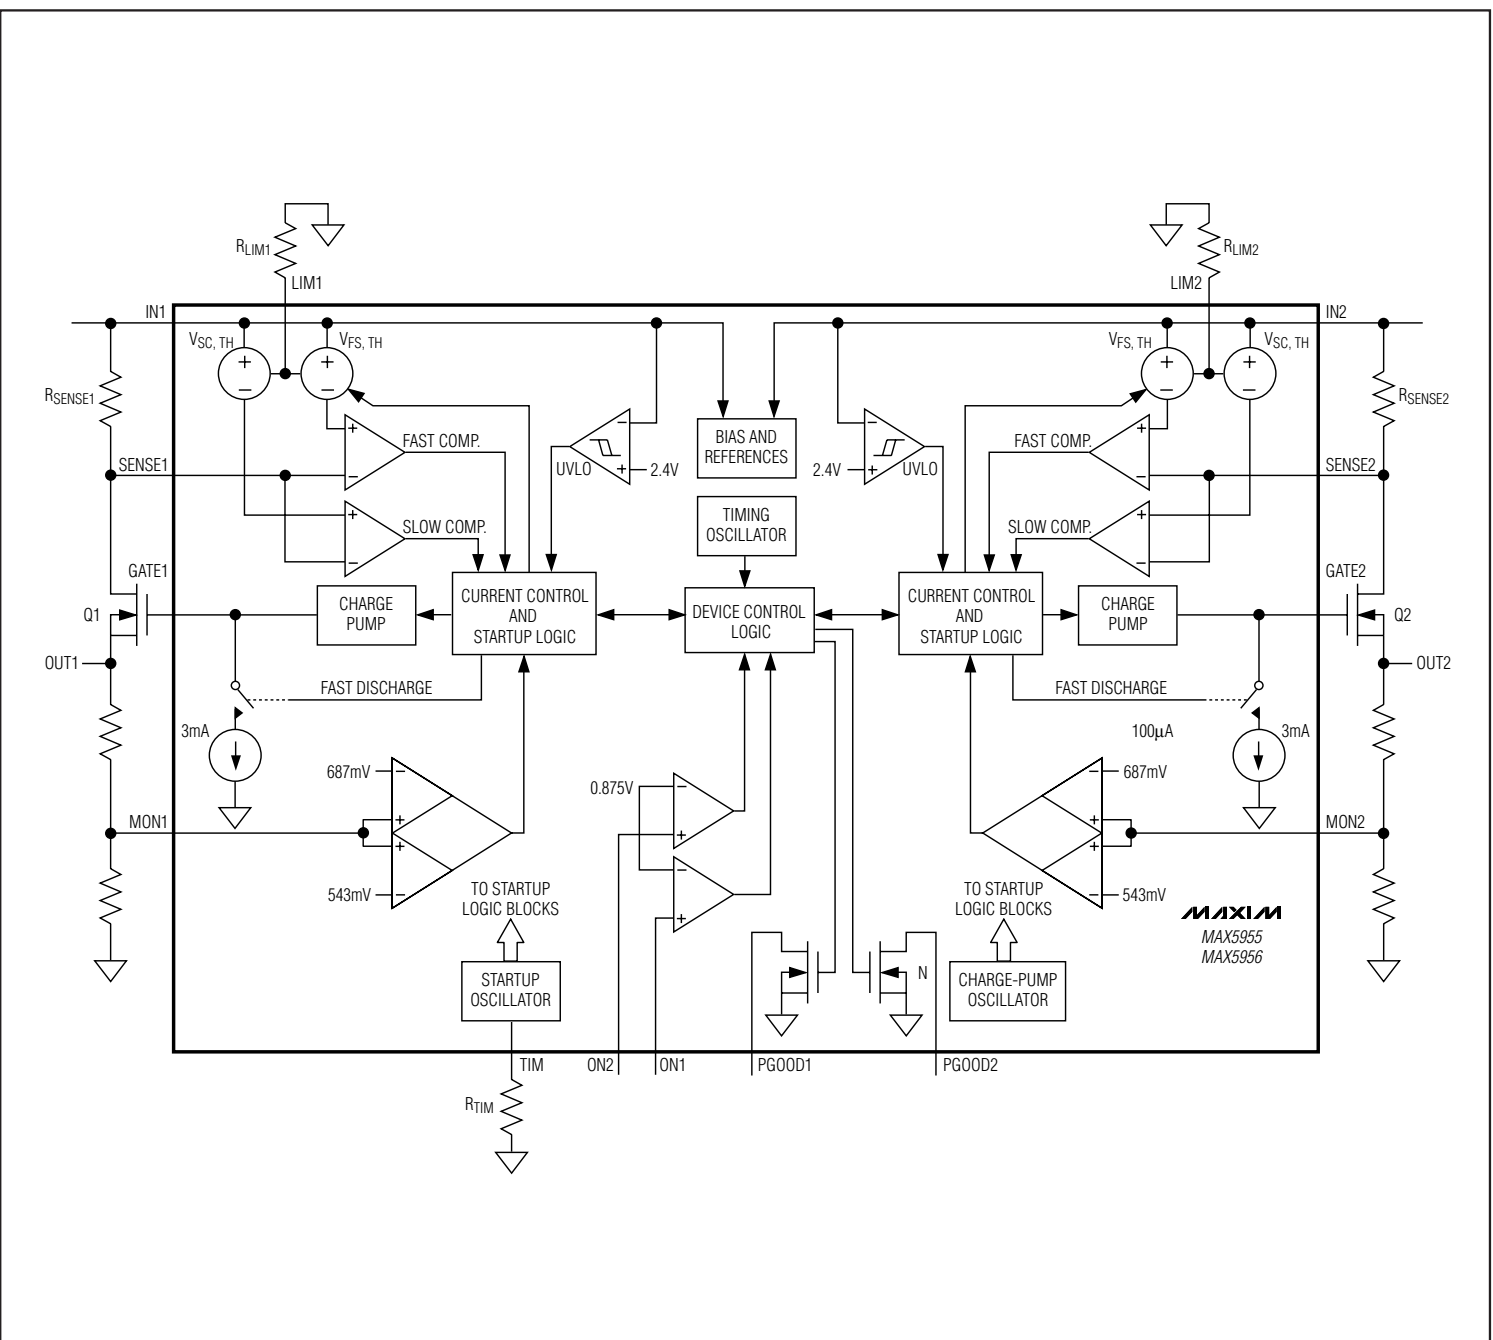 RLIM1
LIM1
RLIM2
LIM2
IN1
IN2
VSC, TH
VFS, TH
VFS, TH
VSC, TH
+
+
+
+
−
−
−
−
RSENSE1
RSENSE2
+
FAST COMP.
−
−
BIAS AND
REFERENCES
FAST COMP.
+
SENSE1
−
UVLO
+
2.4V
2.4V
+
UVLO
−
SENSE2
+
SLOW COMP.
TIMING
OSCILLATOR
SLOW COMP.
+
−
−
GATE1
GATE2
Q1
CHARGE
PUMP
CURRENT CONTROL
AND
STARTUP LOGIC
DEVICE CONTROL
LOGIC
CURRENT CONTROL
AND
STARTUP LOGIC
CHARGE
PUMP
Q2
OUT1
OUT2
FAST DISCHARGE
FAST DISCHARGE
3mA
100µA
3mA
687mV
−
−
687mV
0.875V
−
MON1
+
+
+
+
+
MON2
−
543mV
−
−
543mV
+
TO STARTUP
LOGIC BLOCKS
TO STARTUP
LOGIC BLOCKS
MAXIM
MAX5955
MAX5956
STARTUP
OSCILLATOR
N
CHARGE-PUMP
OSCILLATOR
TIM
ON2
ON1
PGOOD1
PGOOD2
RTIM